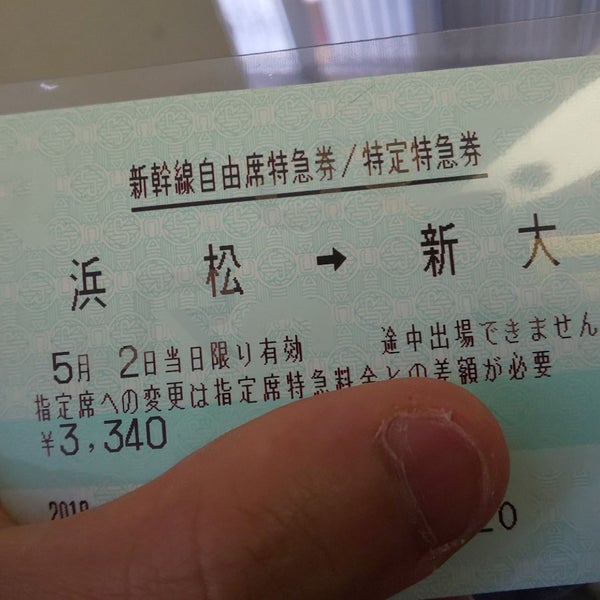 新幹線自由席特急券/特定特急券
浜松→新大
5月 2日当日限り有効 途中出場できません
指定席への変更は指定席特急料金との差額が必要
¥3,340